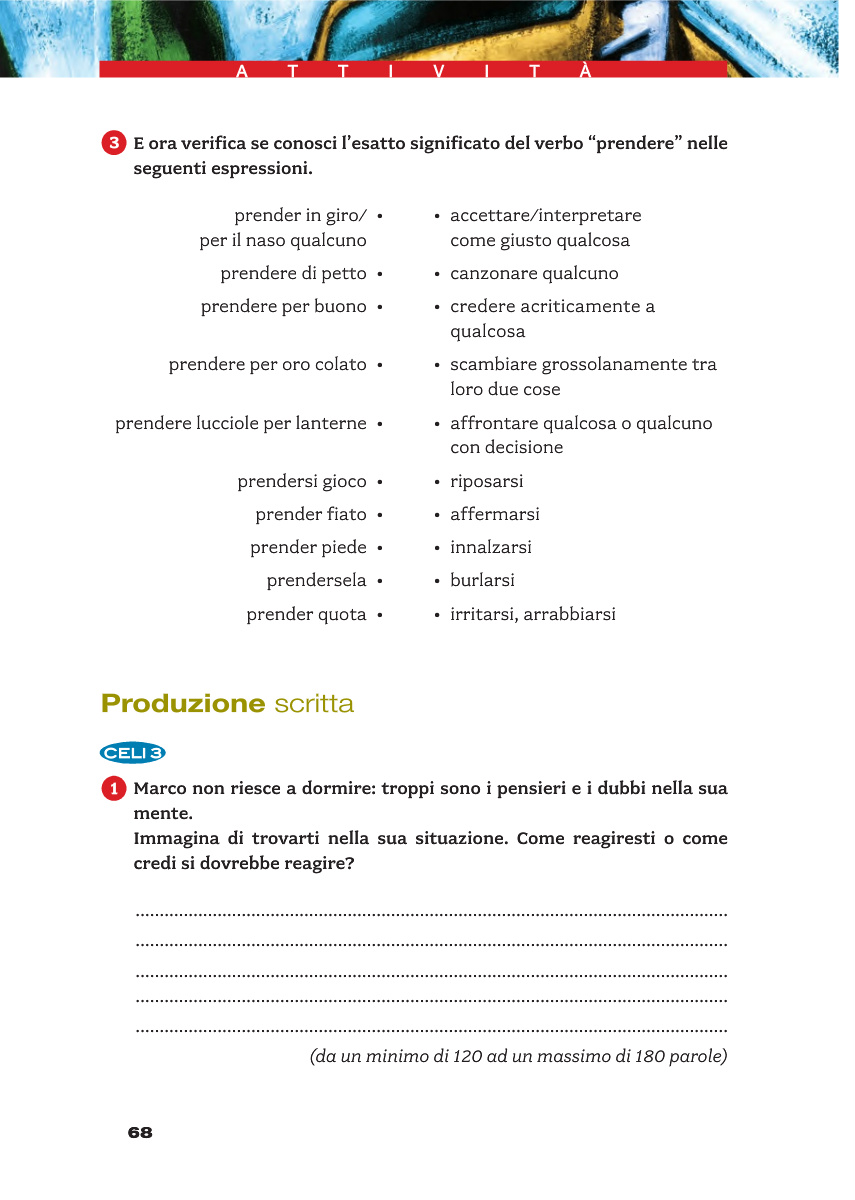 ATTIVITÀ
3 E ora verifica se conosci l’esatto significato del verbo “prendere” nelle
seguenti espressioni.
prender in giro/ • • accettare/interpretare
per il naso qualcuno come giusto qualcosa
prendere di petto • • canzonare qualcuno
prendere per buono • • credere acriticamente a
qualcosa
prendere per oro colato • • scambiare grossolanamente tra
loro due cose
prendere lucciole per lanterne • • affrontare qualcosa o qualcuno
con decisione
prendersi gioco • • riposarsi
prender fiato • • affermarsi
prender piede • • innalzarsi
prendersela • • burlarsi
prender quota • • irritarsi, arrabbiarsi
Produzione scritta
CELI 3
1 Marco non riesce a dormire: troppi sono i pensieri e i dubbi nella sua
mente.
Immagina di trovarti nella sua situazione. Come reagiresti o come
credi si dovrebbe reagire?
(da un minimo di 120 ad un massimo di 180 parole)
68